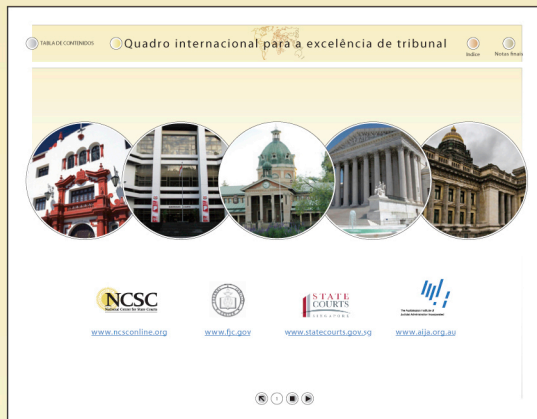 TABLA DE CONTENIDOS
Quadro internacional para a excelência de tribunal
Indice
Notas finais
NCSC
National Center for State Courts
STATE
COURTS
SINGAPORE
www.ncsconline.org
www.fjc.gov
www.statecourts.gov.sg
www.aija.org.au